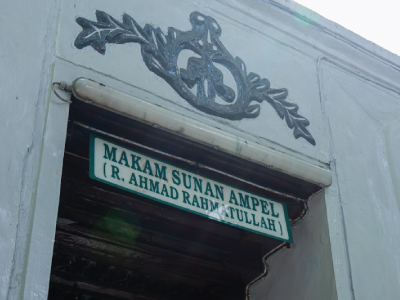 MAKAM SUNAN AMPEL
( R. AHMAD RAHMATULLAH )